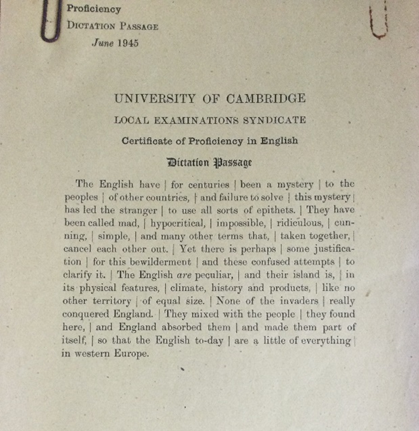 Proficiency
DICTATION PASSAGE
June 1945
UNIVERSITY OF CAMBRIDGE
LOCAL EXAMINATIONS SYNDICATE
Certificate of Proficiency in English
Dictation Passage
The English have | for centuries | been a mystery | to the
peoples | of other countries, | and failure to solve | this mystery |
has led the stranger | to use all sorts of epithets. | They have
been called mad, | hypocritical, | impossible, | ridiculous, | cun-
ning, | simple, | and many other terms that, | taken together, |
cancel each other out. | Yet there is perhaps | some justifica-
tion | for this bewilderment | and these confused attempts | to
clarify it. | The English are peculiar, | and their island is, | in
its physical features, | climate, history and products, | like no
other territory | of equal size. | None of the invaders | really
conquered England. | They mixed with the people | they found
here, | and England absorbed them | and made them part of
itself, | so that the English to-day | are a little of everything |
in western Europe.